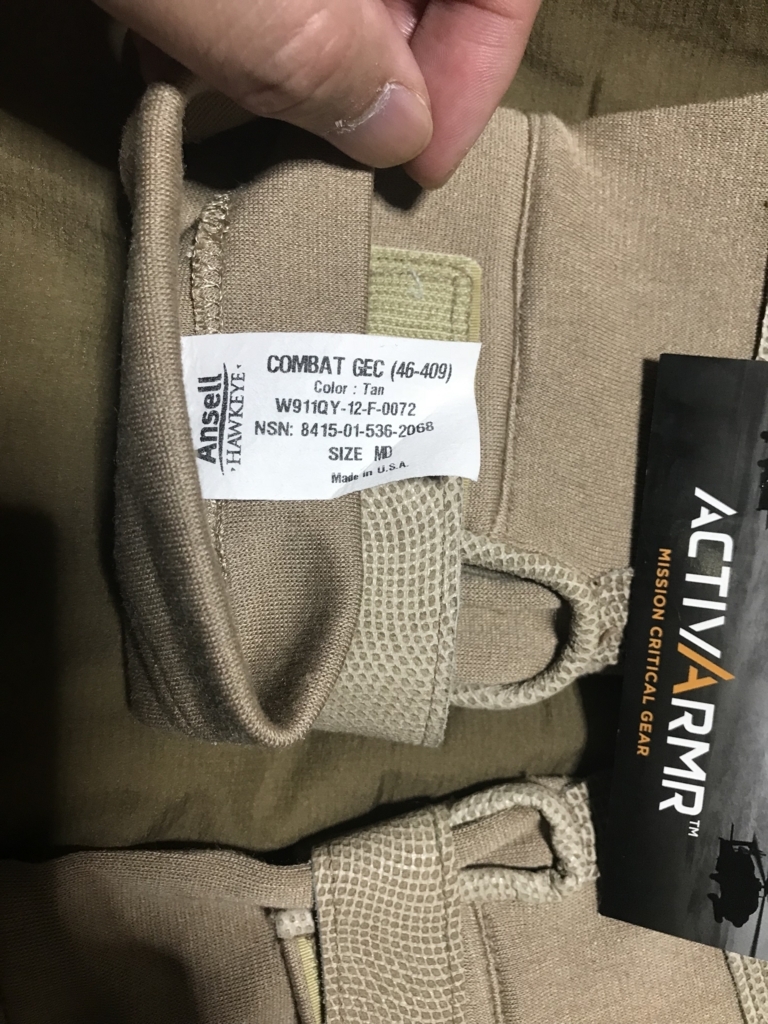 COMBAT GEC (46-409)
Color : Tan
W911QY-12-F-0072
NSN: 8415-01-536-2068
SIZE MD
Made in U.S.A.
Ansell
·HAWKEYE·
ACTIVARMR™
MISSION CRITICAL GEAR